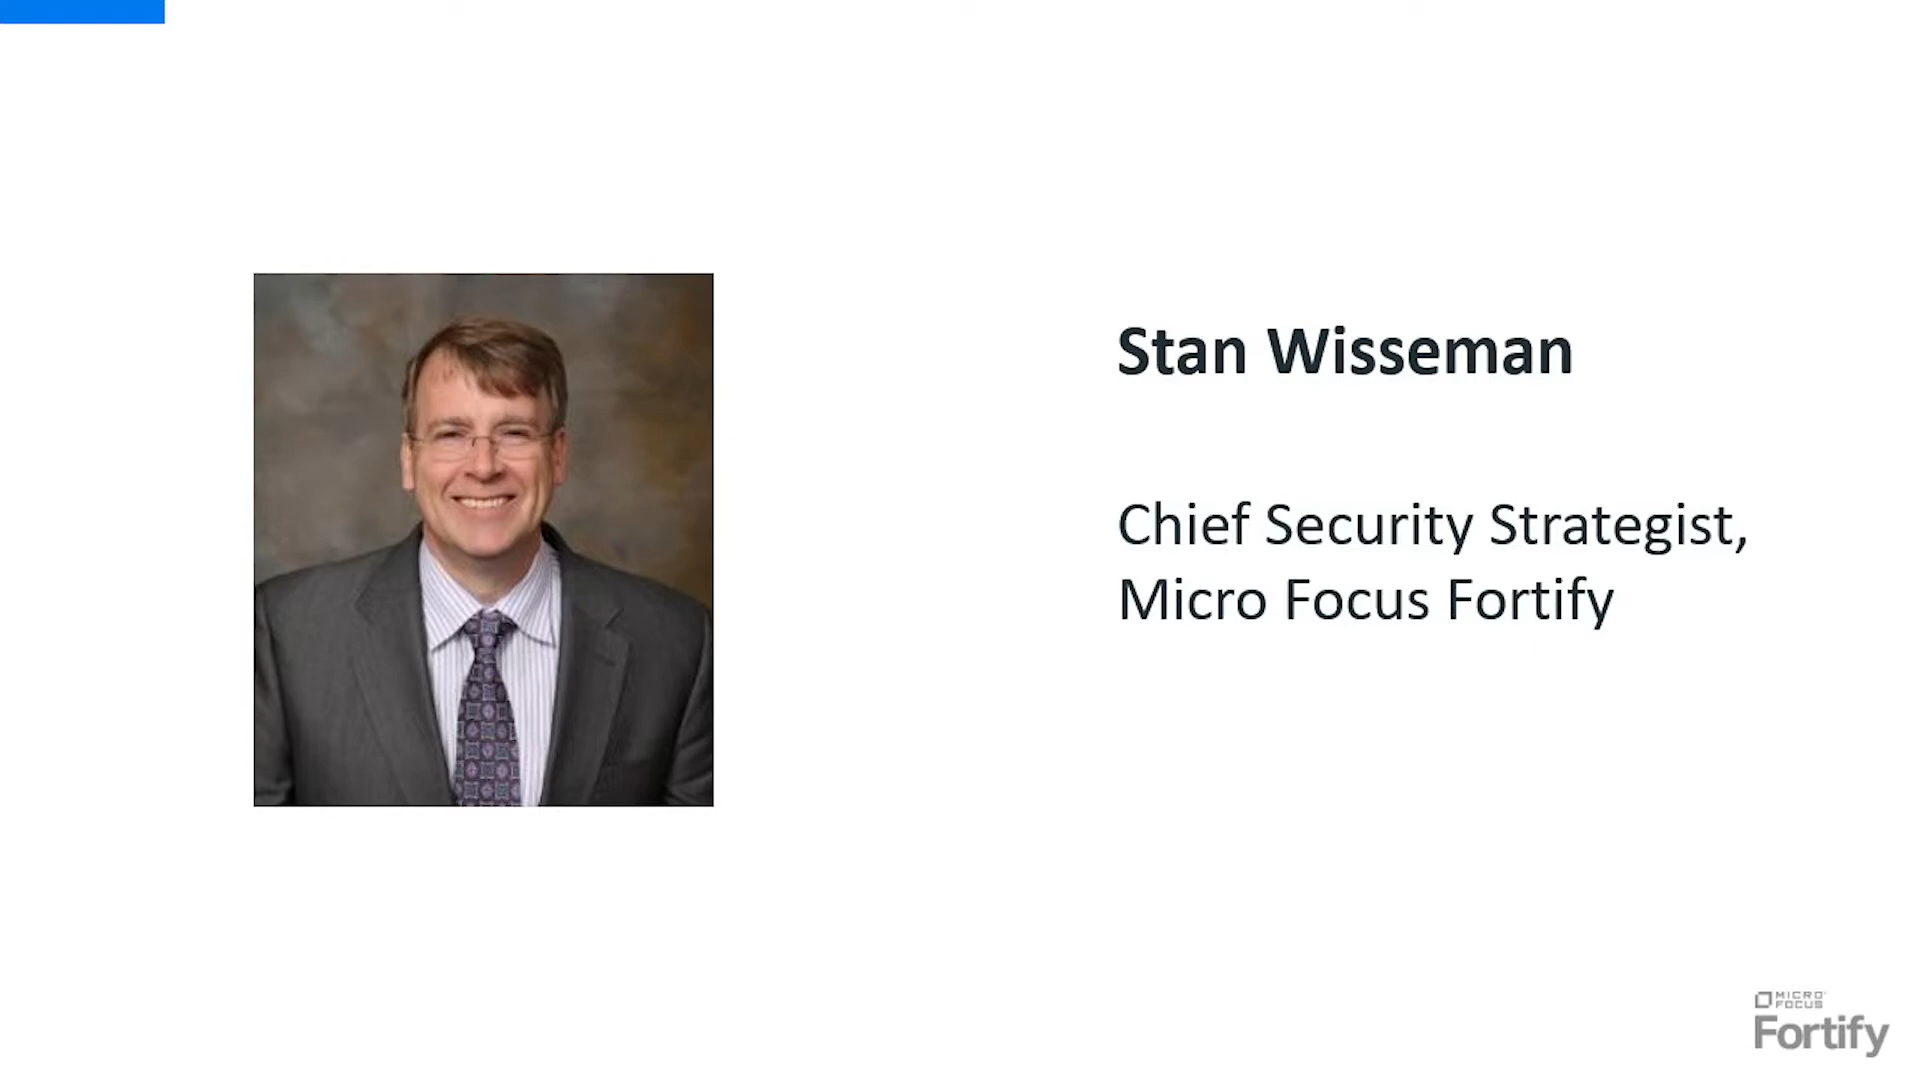 Stan Wisseman
Chief Security Strategist,
Micro Focus Fortify
MICRO
FOCUS
Fortify